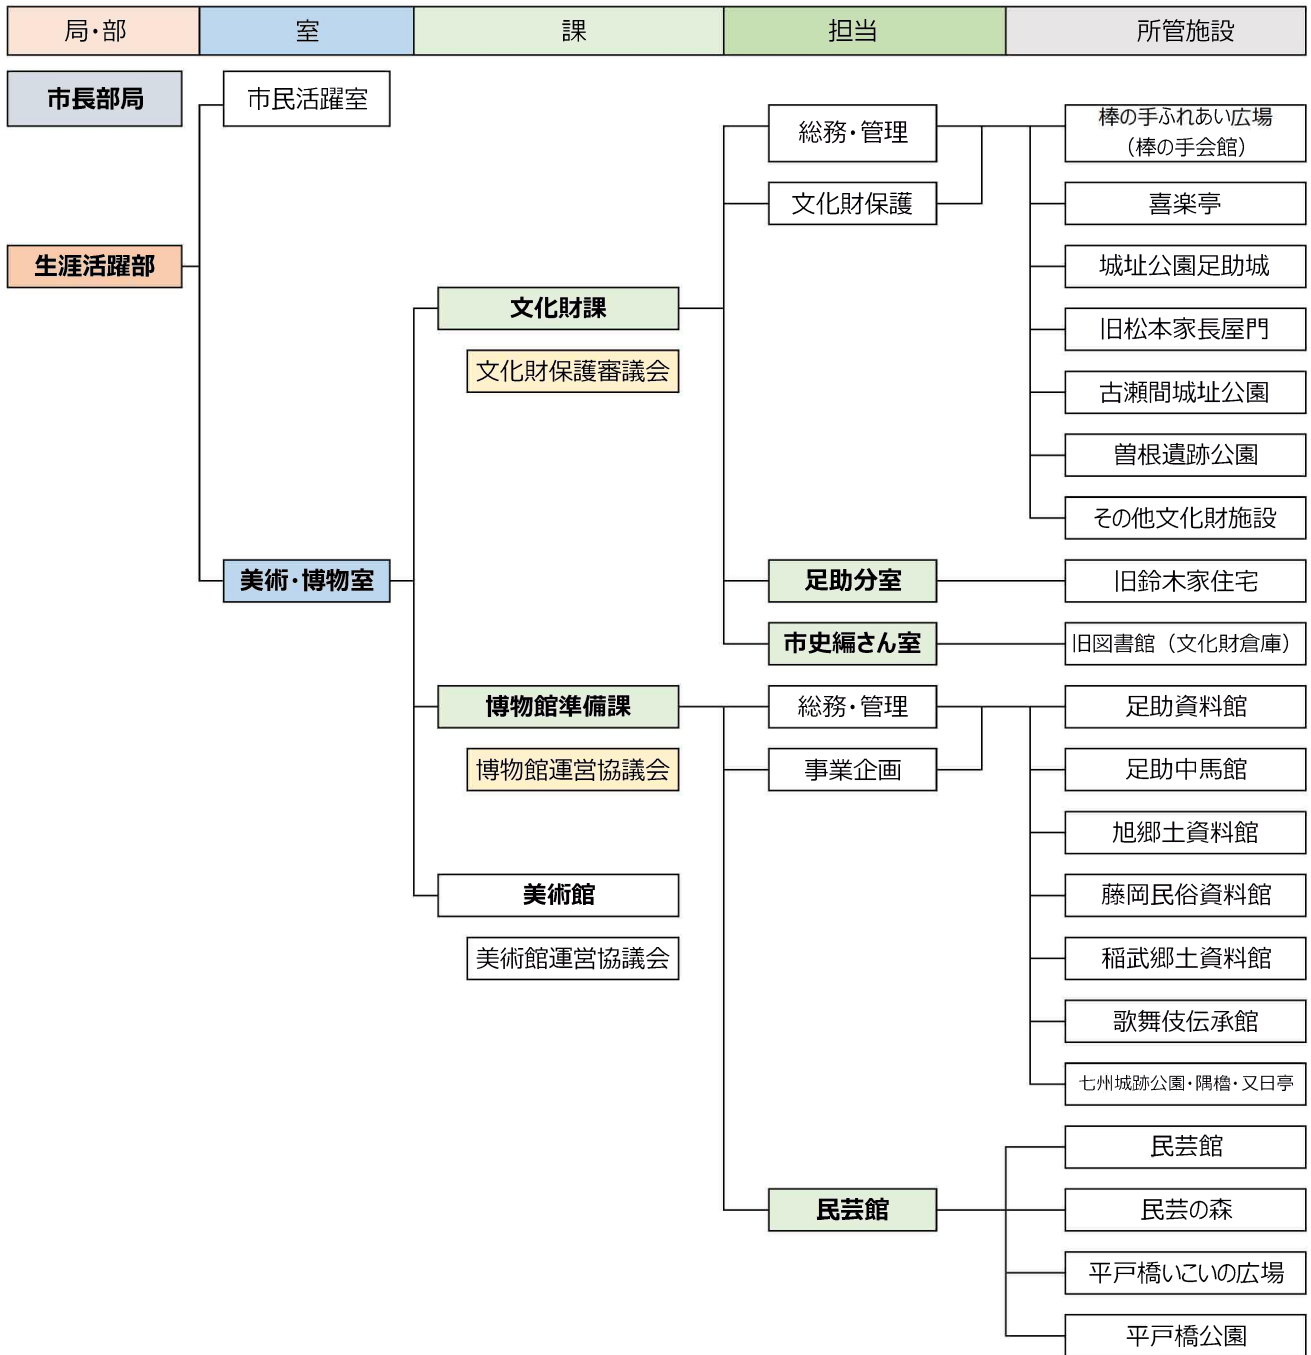 局・部
室
課
担当
所管施設
市長部局
市民活躍室
総務・管理
棒の手ふれあい広場
（棒の手会館）
文化財保護
喜楽亭
生涯活躍部
城址公園足助城
文化財課
旧松本家長屋門
文化財保護審議会
古瀬間城址公園
曽根遺跡公園
その他文化財施設
美術・博物室
足助分室
旧鈴木家住宅
市史編さん室
旧図書館（文化財倉庫）
博物館準備課
総務・管理
足助資料館
博物館運営協議会
事業企画
足助中馬館
旭郷土資料館
美術館
藤岡民俗資料館
美術館運営協議会
稲武郷土資料館
歌舞伎伝承館
七州城跡公園・隅櫓・又日亭
民芸館
民芸館
民芸の森
平戸橋いこいの広場
平戸橋公園